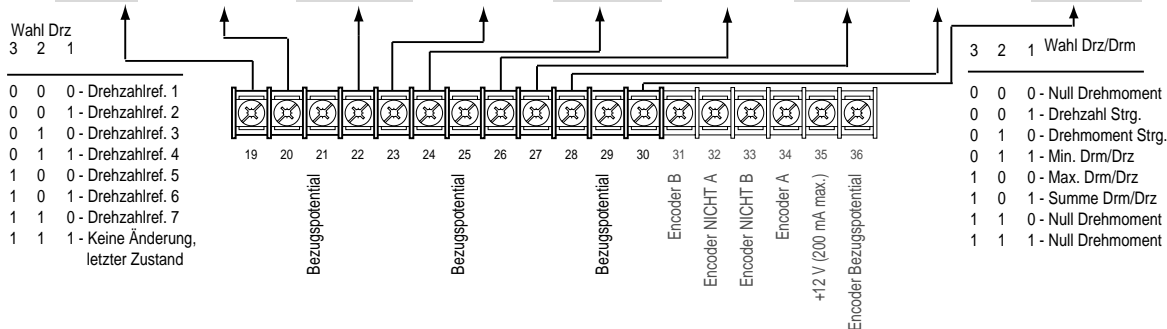 Wahl Drz
3 2 1
0 0 0 - Drehzahlref. 1
0 0 1 - Drehzahlref. 2
0 1 0 - Drehzahlref. 3
0 1 1 - Drehzahlref. 4
1 0 0 - Drehzahlref. 5
1 0 1 - Drehzahlref. 6
1 1 0 - Drehzahlref. 7
1 1 1 - Keine Änderung,
letzter Zustand
19 20 21 22 23 24 25 26 27 28 29 30 31 32 33 34 35 36
Bezugspotential
Bezugspotential
Bezugspotential
Encoder B
Encoder NICHT A
Encoder NICHT B
Encoder A
+12 V (200 mA max.)
Encoder Bezugspotential
3 2 1 Wahl Drz/Drm
0 0 0 - Null Drehmoment
0 0 1 - Drehzahl Strg.
0 1 0 - Drehmoment Strg.
0 1 1 - Min. Drm/Drz
1 0 0 - Max. Drm/Drz
1 0 1 - Summe Drm/Drz
1 1 0 - Null Drehmoment
1 1 1 - Null Drehmoment